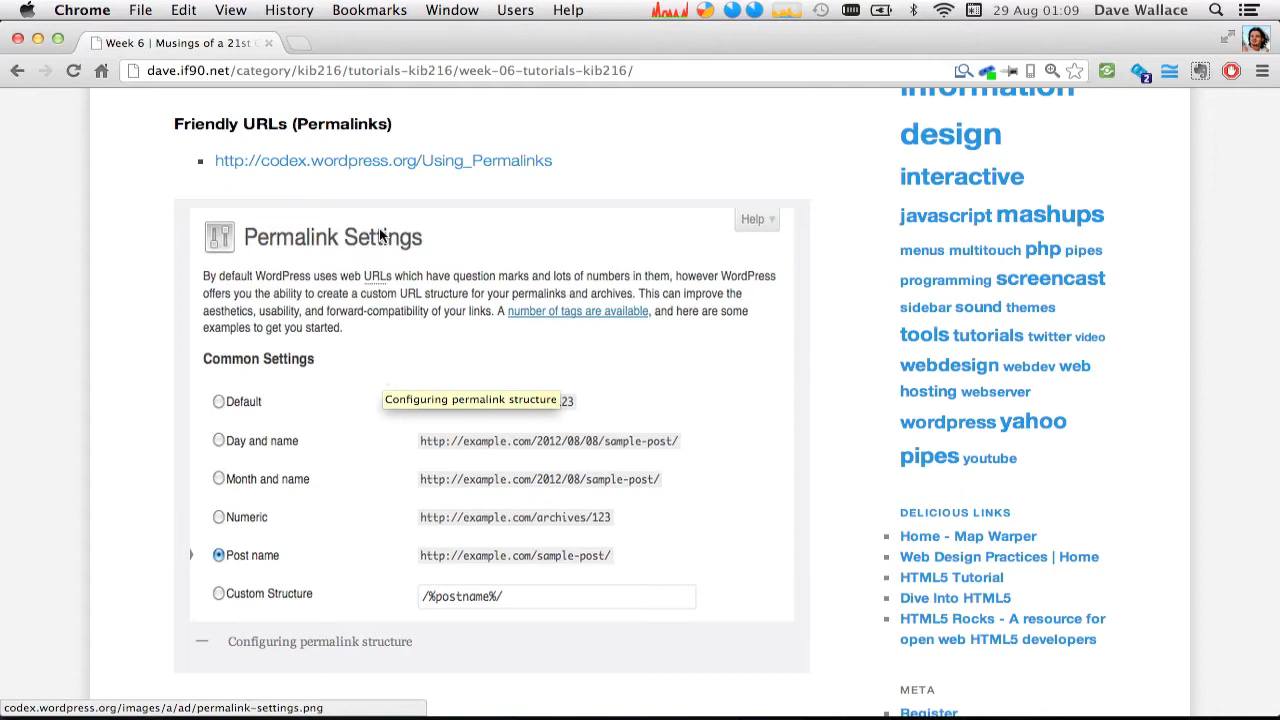 Chrome File Edit View History Bookmarks Window Users Help 29 Aug 01:09 Dave Wallace
Week 6 | Musings of a 21st
dave.if90.net/category/kib216/tutorials-kib216/week-06-tutorials-kib216/
2
Friendly URLs (Permalinks)
http://codex.wordpress.org/Using_Permalinks
Help
Permalink Settings
By default WordPress uses web URLs which have question marks and lots of numbers in them, however WordPress
offers you the ability to create a custom URL structure for your permalinks and archives. This can improve the
aesthetics, usability, and forward-compatibility of your links. A number of tags are available, and here are some
examples to get you started.
Common Settings
Default 23
Configuring permalink structure
Day and name http://example.com/2012/08/08/sample-post/
Month and name http://example.com/2012/08/sample-post/
Numeric http://example.com/archives/123
Post name http://example.com/sample-post/
Custom Structure /%postname%/
— Configuring permalink structure
information
design
interactive
javascript mashups
menus multitouch php pipes
programming screencast
sidebar sound themes
tools tutorials twitter video
webdesign webdev web
hosting webserver
wordpress yahoo
pipes youtube
DELICIOUS LINKS
Home - Map Warper
Web Design Practices | Home
HTML5 Tutorial
Dive Into HTML5
HTML5 Rocks - A resource for
open web HTML5 developers
META
Register
codex.wordpress.org/images/a/ad/permalink-settings.png